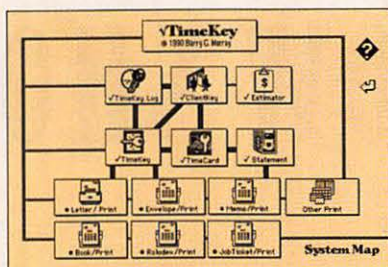 √TimeKey
● 1990 Barry G. Morray
√TimeKey Log √ClientKey √Estimator
√TimeKey √TimeCard √Statement
●Letter/Print ●Envelope/Print ●Memo/Print Other Print
●Book/Print ●Rolodex/Print ●JobTicket/Print System Map